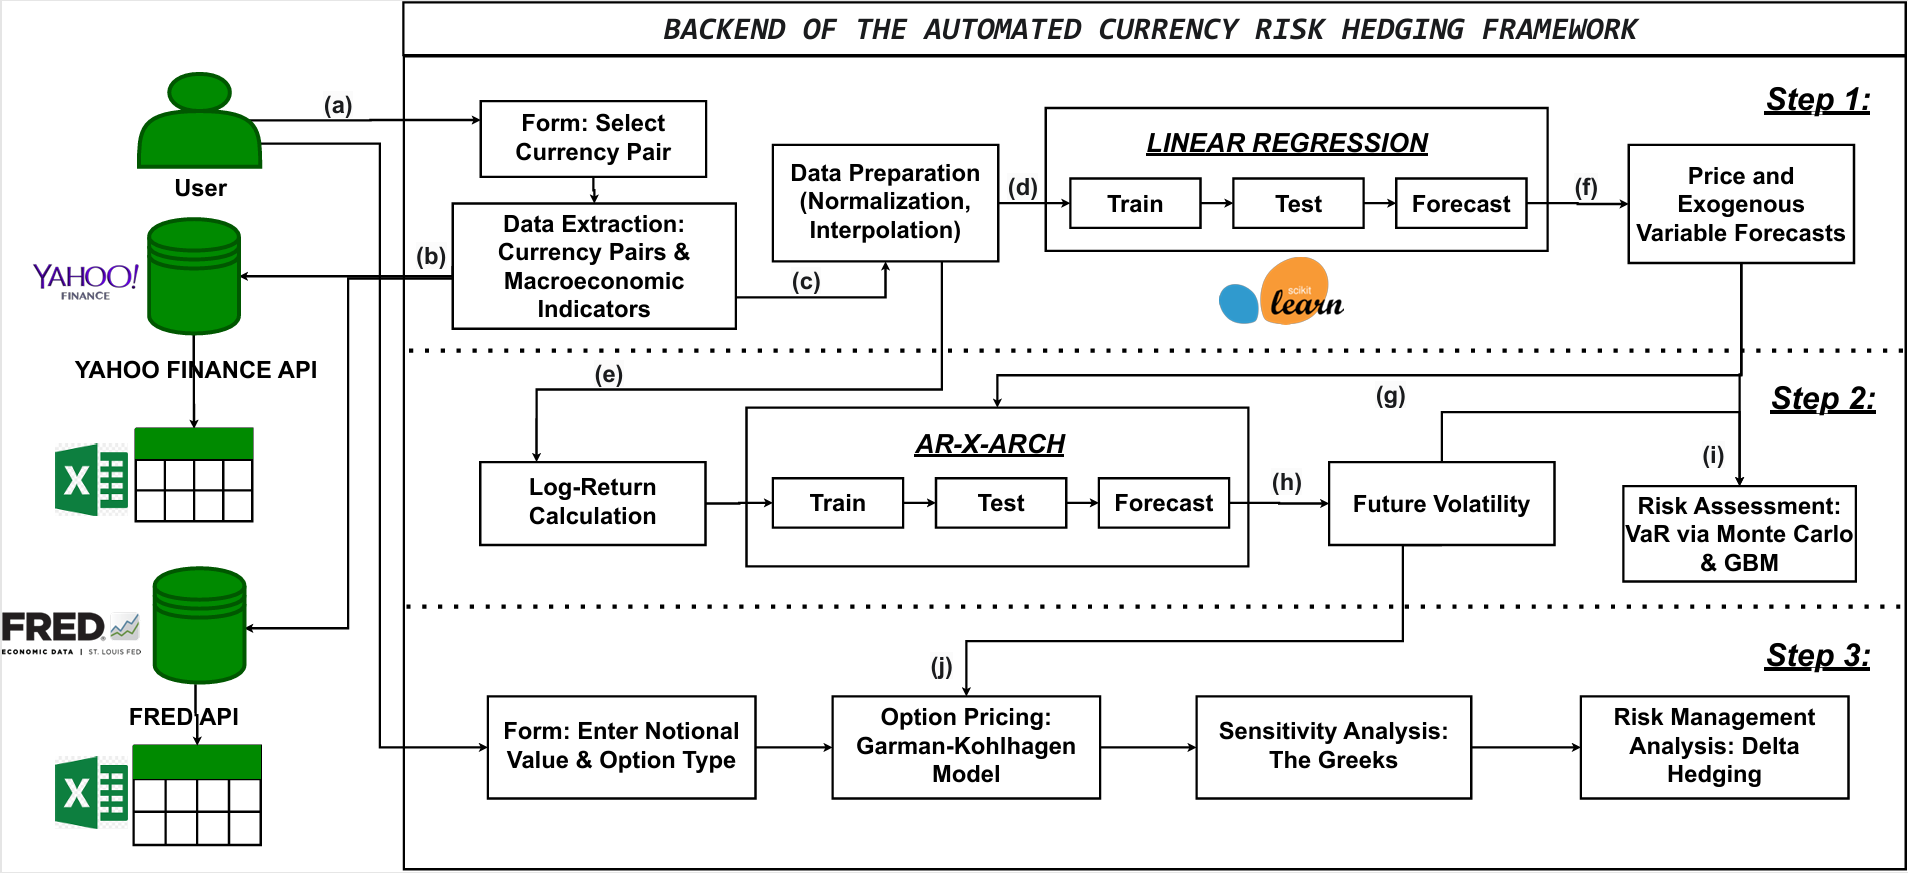 BACKEND OF THE AUTOMATED CURRENCY RISK HEDGING FRAMEWORK
Step 1:
(a)
User
Form: Select
Currency Pair
Data Extraction:
Currency Pairs &
Macroeconomic
Indicators
(b)
(c)
YAHOO!
FINANCE
YAHOO FINANCE API
X
Data Preparation
(Normalization,
Interpolation)
(d)
LINEAR REGRESSION
Train
Test
Forecast
scikit
learn
(f)
Price and
Exogenous
Variable Forecasts
Step 2:
(e)
(g)
Log-Return
Calculation
AR-X-ARCH
Train
Test
Forecast
(h)
Future Volatility
(i)
Risk Assessment:
VaR via Monte Carlo
& GBM
FRED
ECONOMIC DATA | ST. LOUIS FED
FRED API
X
Step 3:
(j)
Form: Enter Notional
Value & Option Type
Option Pricing:
Garman-Kohlhagen
Model
Sensitivity Analysis:
The Greeks
Risk Management
Analysis: Delta
Hedging